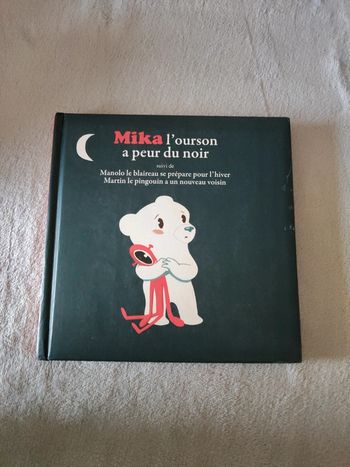 Mika l'ourson
a peur du noir
suivi de
Manolo le blaireau se prépare pour l'hiver
Martin le pingouin a un nouveau voisin